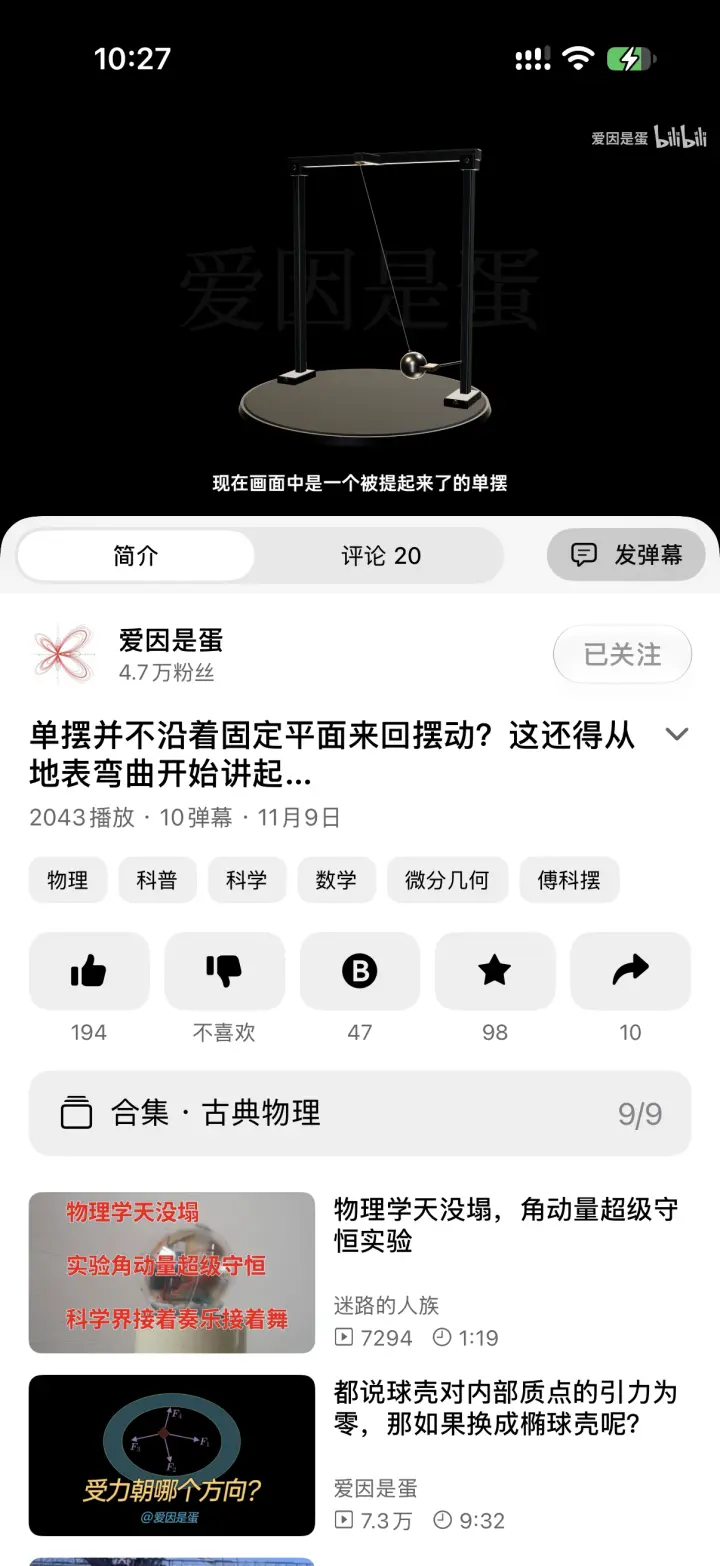 10:27
爱因是蛋 bilibili
爱因是蛋
现在画面中是一个被提起来了的单摆
简介
评论 20
发弹幕
爱因是蛋
已关注
4.7万粉丝
单摆并不沿着固定平面来回摆动？这还得从
地表弯曲开始讲起...
2043播放 · 10弹幕 · 11月9日
物理
科普
科学
数学
微分几何
傅科摆
194
不喜欢
47
98
10
合集 · 古典物理
9/9
物理学天没塌
实验角动量超级守恒
科学界接着奏乐接着舞
物理学天没塌，角动量超级守
恒实验
迷路的人族
7294
1:19
F₄
F₃
F₁
F₂
受力朝哪个方向?
@爱因是蛋
都说球壳对内部质点的引力为
零，那如果换成椭球壳呢？
爱因是蛋
7.3万
9:32